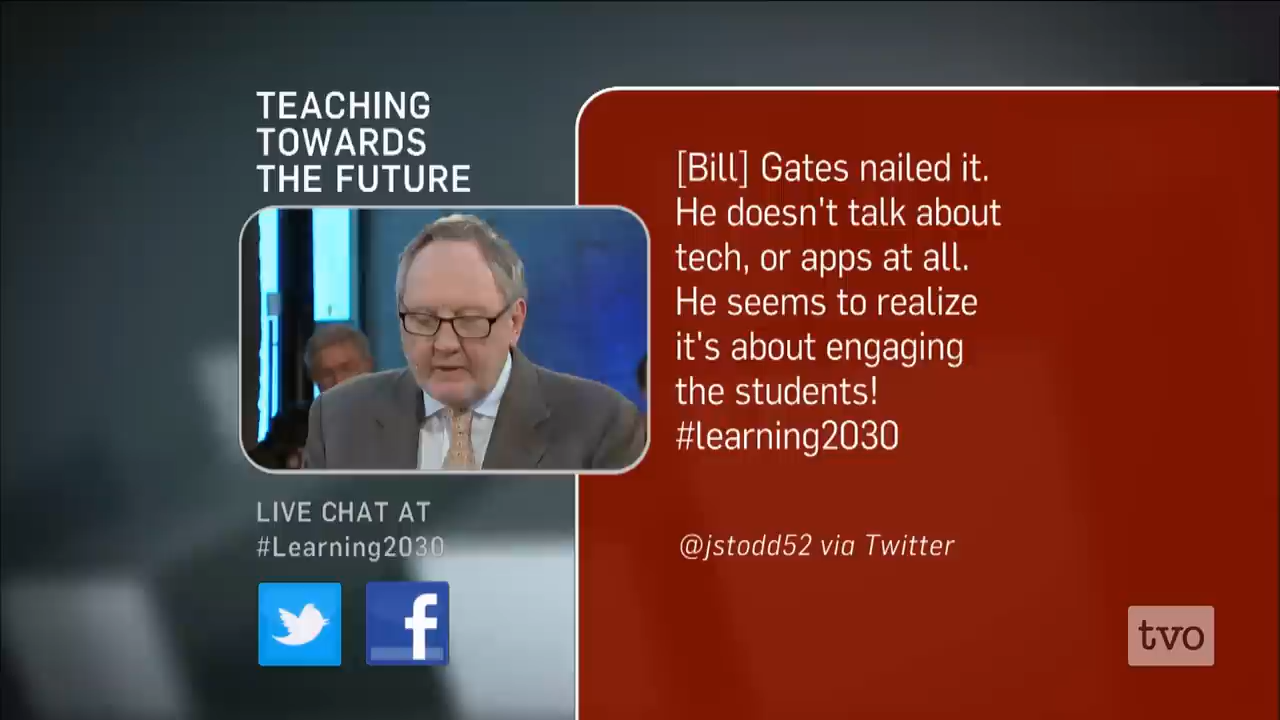 TEACHING
TOWARDS
THE FUTURE
[Bill] Gates nailed it.
He doesn't talk about
tech, or apps at all.
He seems to realize
it's about engaging
the students!
#learning2030
@jstodd52 via Twitter
LIVE CHAT AT
#Learning2030
f
tvo